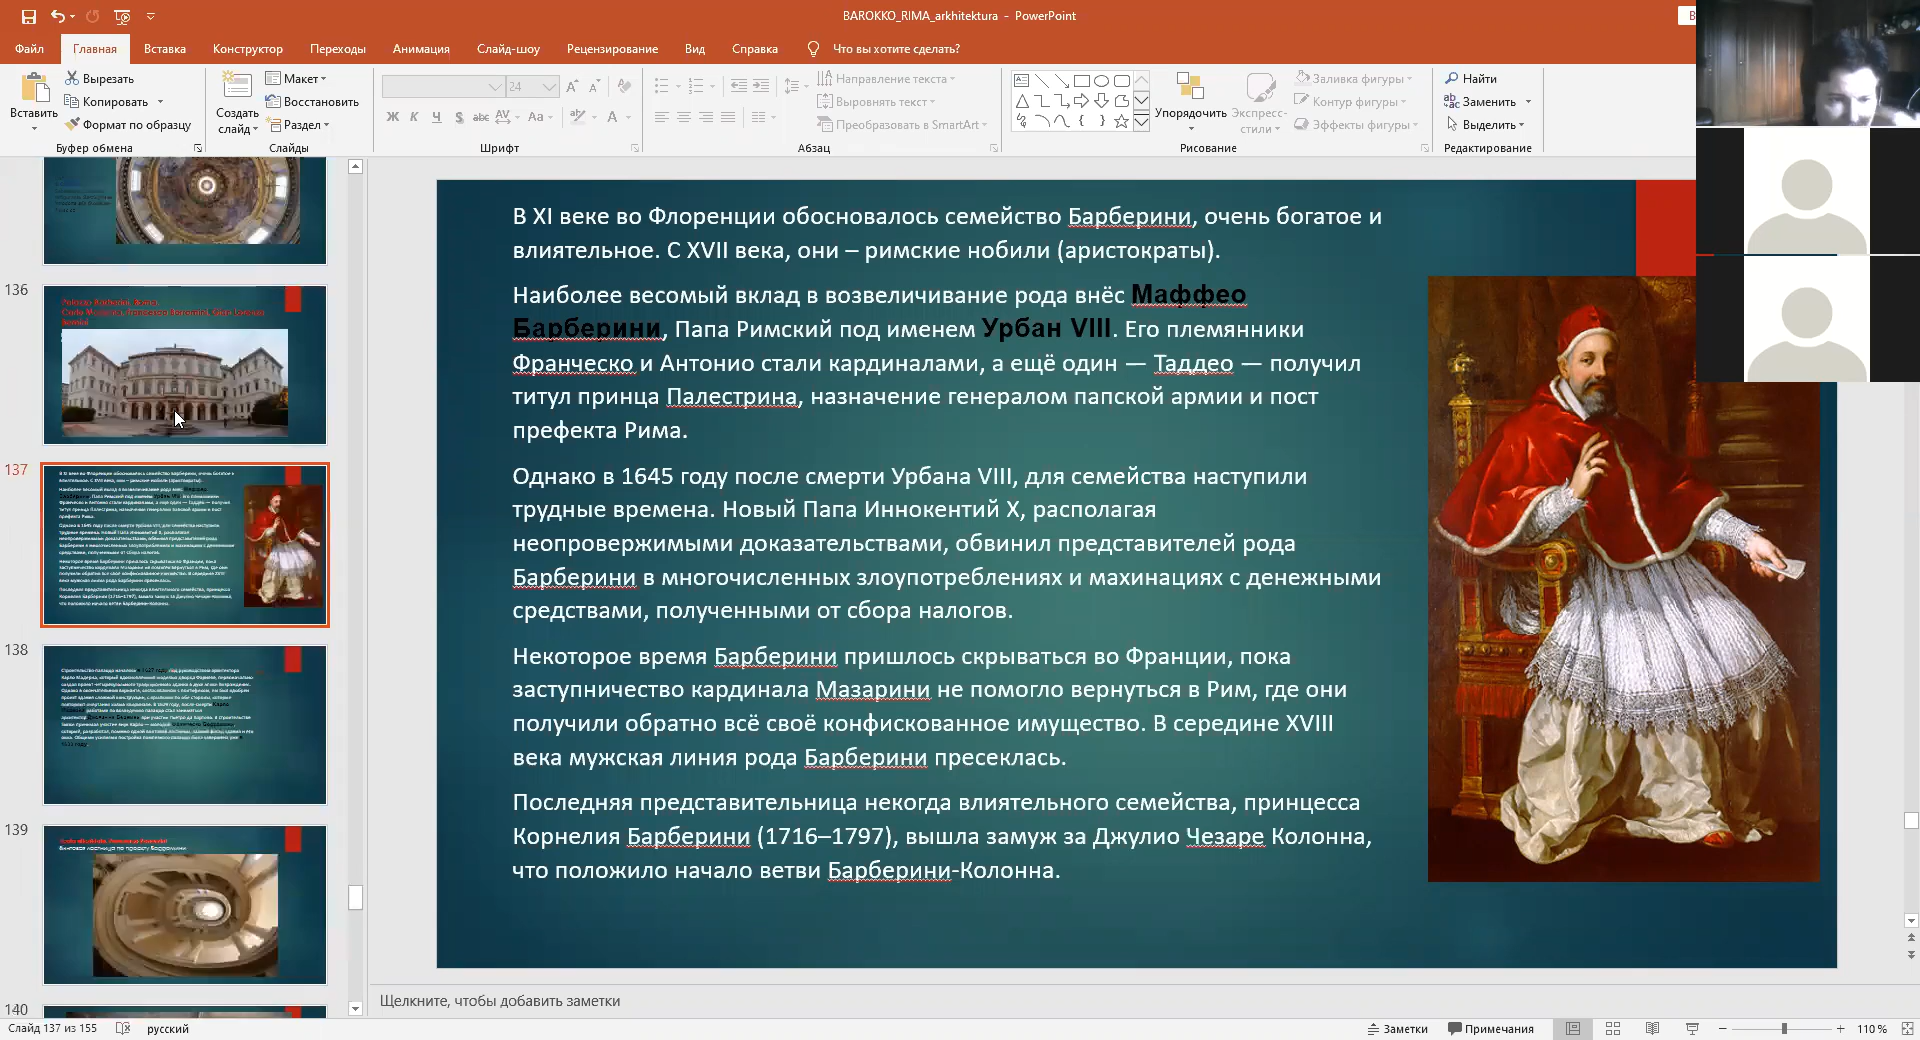 BAROKKO_RIMA_arkhitektura - PowerPoint
Файл Главная Вставка Конструктор Переходы Анимация Слайд-шоу Рецензирование Вид Справка Что вы хотите сделать?
Вставить
Вырезать
Копировать
Формат по образцу
Буфер обмена
Создать слайд
Макет
Восстановить
Раздел
Слайды
24
Ж К Ч S abc AV Aa А
Шрифт
Направление текста
Выровнять текст
Преобразовать в SmartArt
Абзац
Упорядочить
Экспресс-стили
Заливка фигуры
Контур фигуры
Эффекты фигуры
Рисование
Найти
Заменить
Выделить
Редактирование
136
137
138
139
140
В XI веке во Флоренции обосновалось семейство Барберини, очень богатое и
влиятельное. С XVII века, они – римские нобили (аристократы).
Наиболее весомый вклад в возвеличивание рода внёс Маффео
Барберини, Папа Римский под именем Урбан VIII. Его племянники
Франческо и Антонио стали кардиналами, а ещё один — Таддео — получил
титул принца Палестрина, назначение генералом папской армии и пост
префекта Рима.
Однако в 1645 году после смерти Урбана VIII, для семейства наступили
трудные времена. Новый Папа Иннокентий X, располагая
неопровержимыми доказательствами, обвинил представителей рода
Барберини в многочисленных злоупотреблениях и махинациях с денежными
средствами, полученными от сбора налогов.
Некоторое время Барберини пришлось скрываться во Франции, пока
заступничество кардинала Мазарини не помогло вернуться в Рим, где они
получили обратно всё своё конфискованное имущество. В середине XVIII
века мужская линия рода Барберини пресеклась.
Последняя представительница некогда влиятельного семейства, принцесса
Корнелия Барберини (1716–1797), вышла замуж за Джулио Чезаре Колонна,
что положило начало ветви Барберини-Колонна.
Щелкните, чтобы добавить заметки
Слайд 137 из 155 русский Заметки Примечания 110 %